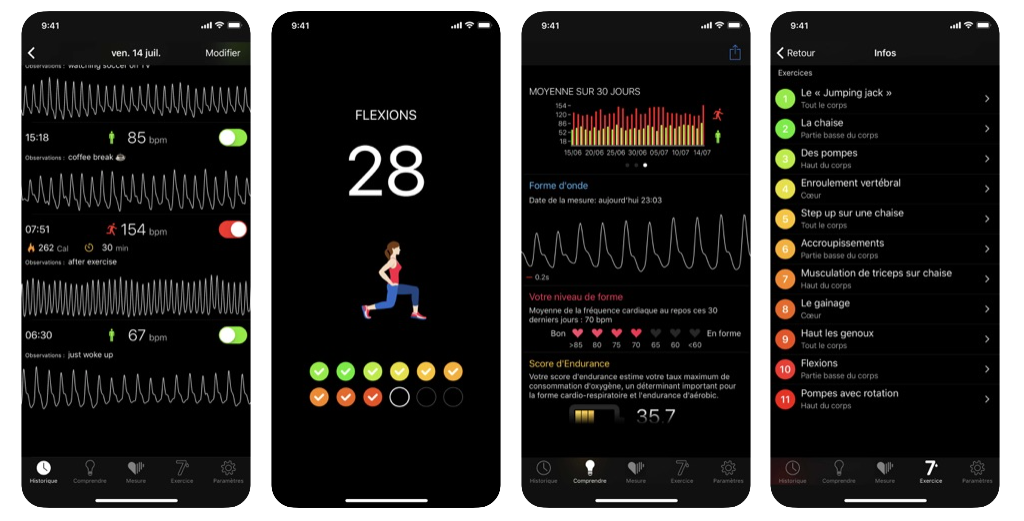 9:41
ven. 14 juil.
Modifier
Observations : watching soccer on TV
15:18
85 bpm
Observations : coffee break ☕
07:51
154 bpm
262 Cal
30 min
Observations : after exercise
06:30
67 bpm
Observations : just woke up
Historique
Comprendre
Mesure
7
Exercice
Paramètres
9:41
FLEXIONS
28
9:41
MOYENNE SUR 30 JOURS
154
120
86
52
18
15/06 20/06 25/06 30/06 05/07 10/07 14/07
Forme d'onde
Date de la mesure: aujourd'hui 23:03
0.2s
Votre niveau de forme
Moyenne de la fréquence cardiaque au repos ces 30
derniers jours : 70 bpm
Bon
En forme
>85 80 75 70 65 60 <60
Score d'Endurance
Votre score d'endurance estime votre taux maximum de
consommation d'oxygène, un déterminant important pour
la forme cardio-respiratoire et l'endurance d'aérobic.
35.7
Historique
Comprendre
Mesure
7
Exercice
Paramètres
9:41
Retour
Infos
Exercices
1
Le « Jumping jack »
Tout le corps
2
La chaise
Partie basse du corps
3
Des pompes
Haut du corps
4
Enroulement vertébral
Cœur
5
Step up sur une chaise
Tout le corps
6
Accroupissements
Partie basse du corps
7
Musculation de triceps sur chaise
Haut du corps
8
Le gainage
Cœur
9
Haut les genoux
Tout le corps
10
Flexions
Partie basse du corps
11
Pompes avec rotation
Haut du corps
Historique
Comprendre
Mesure
7
Exercice
Paramètres